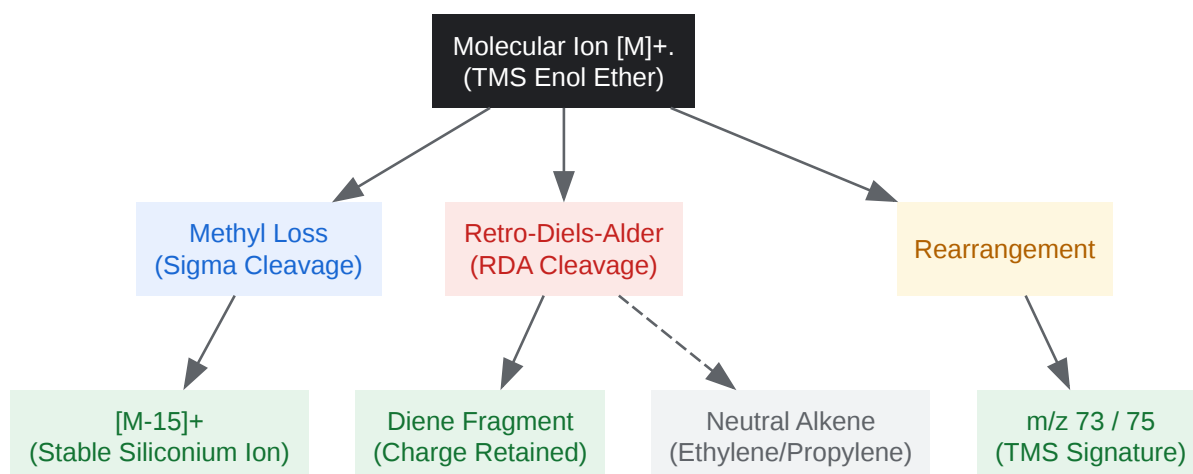 Molecular Ion [M]+.
(TMS Enol Ether)
Methyl Loss
(Sigma Cleavage)
Retro-Diels-Alder
(RDA Cleavage)
Rearrangement
[M-15]+
(Stable Siliconium Ion)
Diene Fragment
(Charge Retained)
Neutral Alkene
(Ethylene/Propylene)
m/z 73 / 75
(TMS Signature)